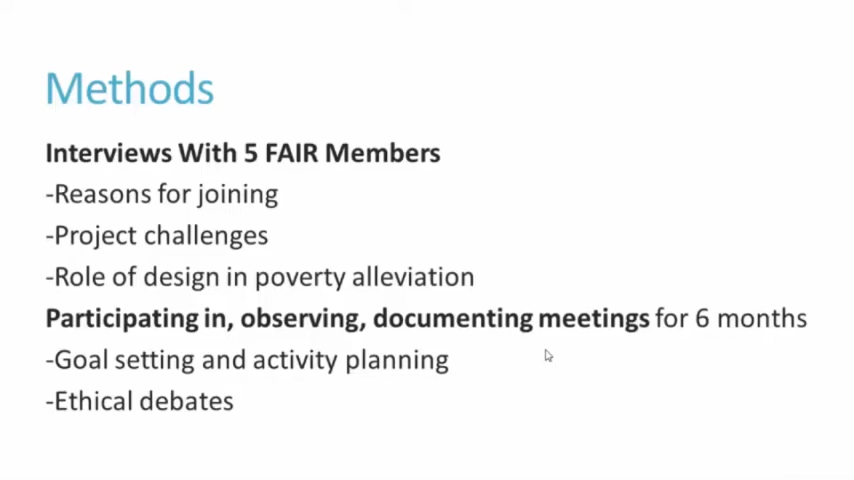 Methods
Interviews With 5 FAIR Members
-Reasons for joining
-Project challenges
-Role of design in poverty alleviation
Participating in, observing, documenting meetings for 6 months
-Goal setting and activity planning
-Ethical debates